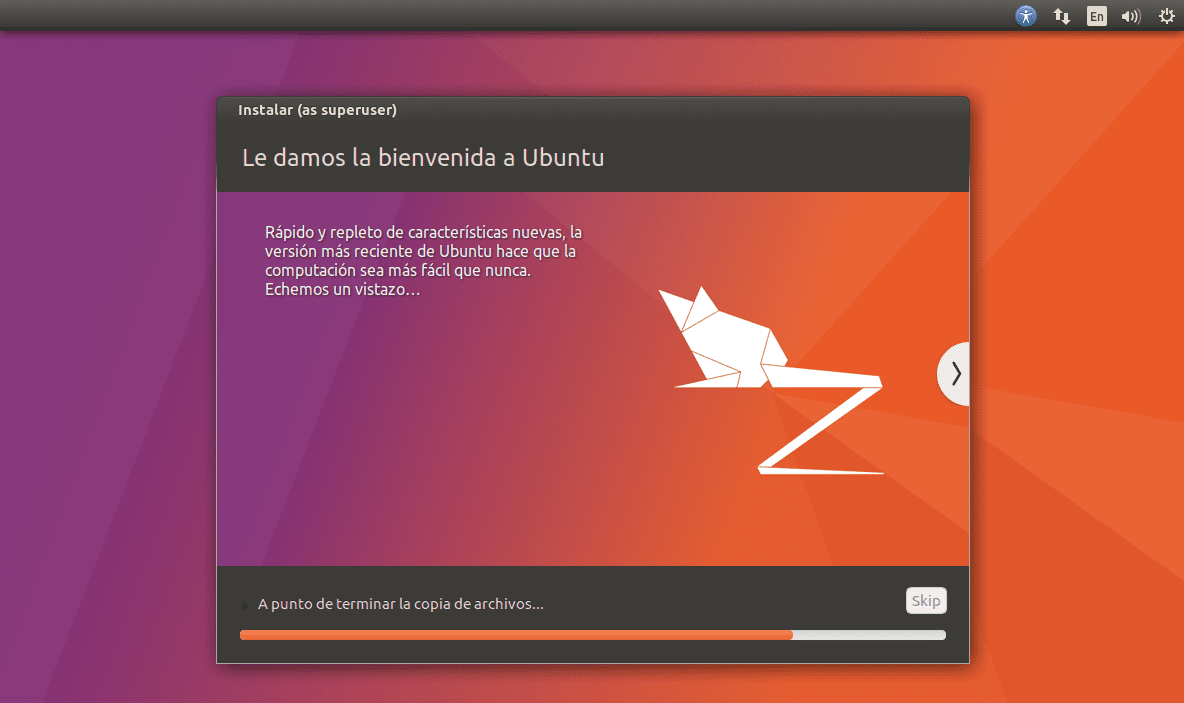 En
Instalar (as superuser)
Le damos la bienvenida a Ubuntu
Rápido y repleto de características nuevas, la
versión más reciente de Ubuntu hace que la
computación sea más fácil que nunca.
Echemos un vistazo…
A punto de terminar la copia de archivos...
Skip